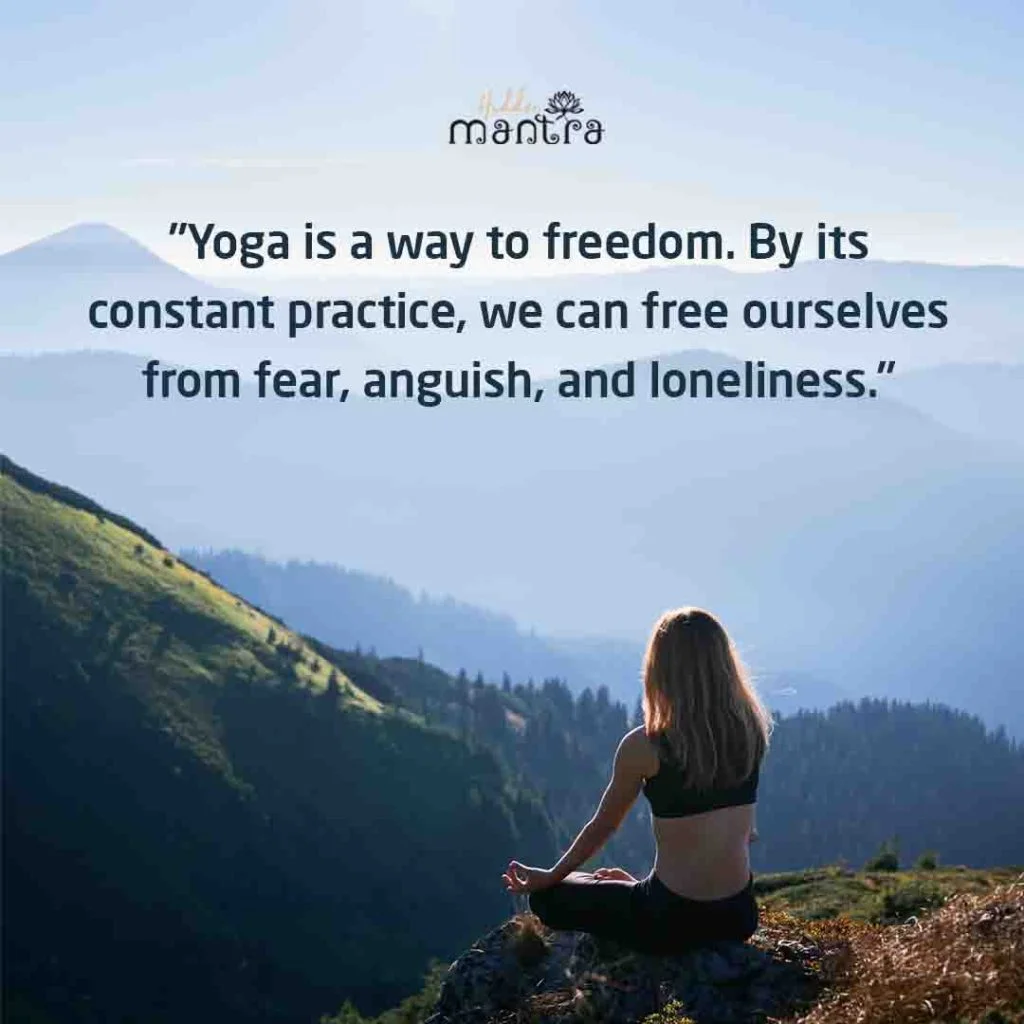 Hidden
mantra
"Yoga is a way to freedom. By its
constant practice, we can free ourselves
from fear, anguish, and loneliness."